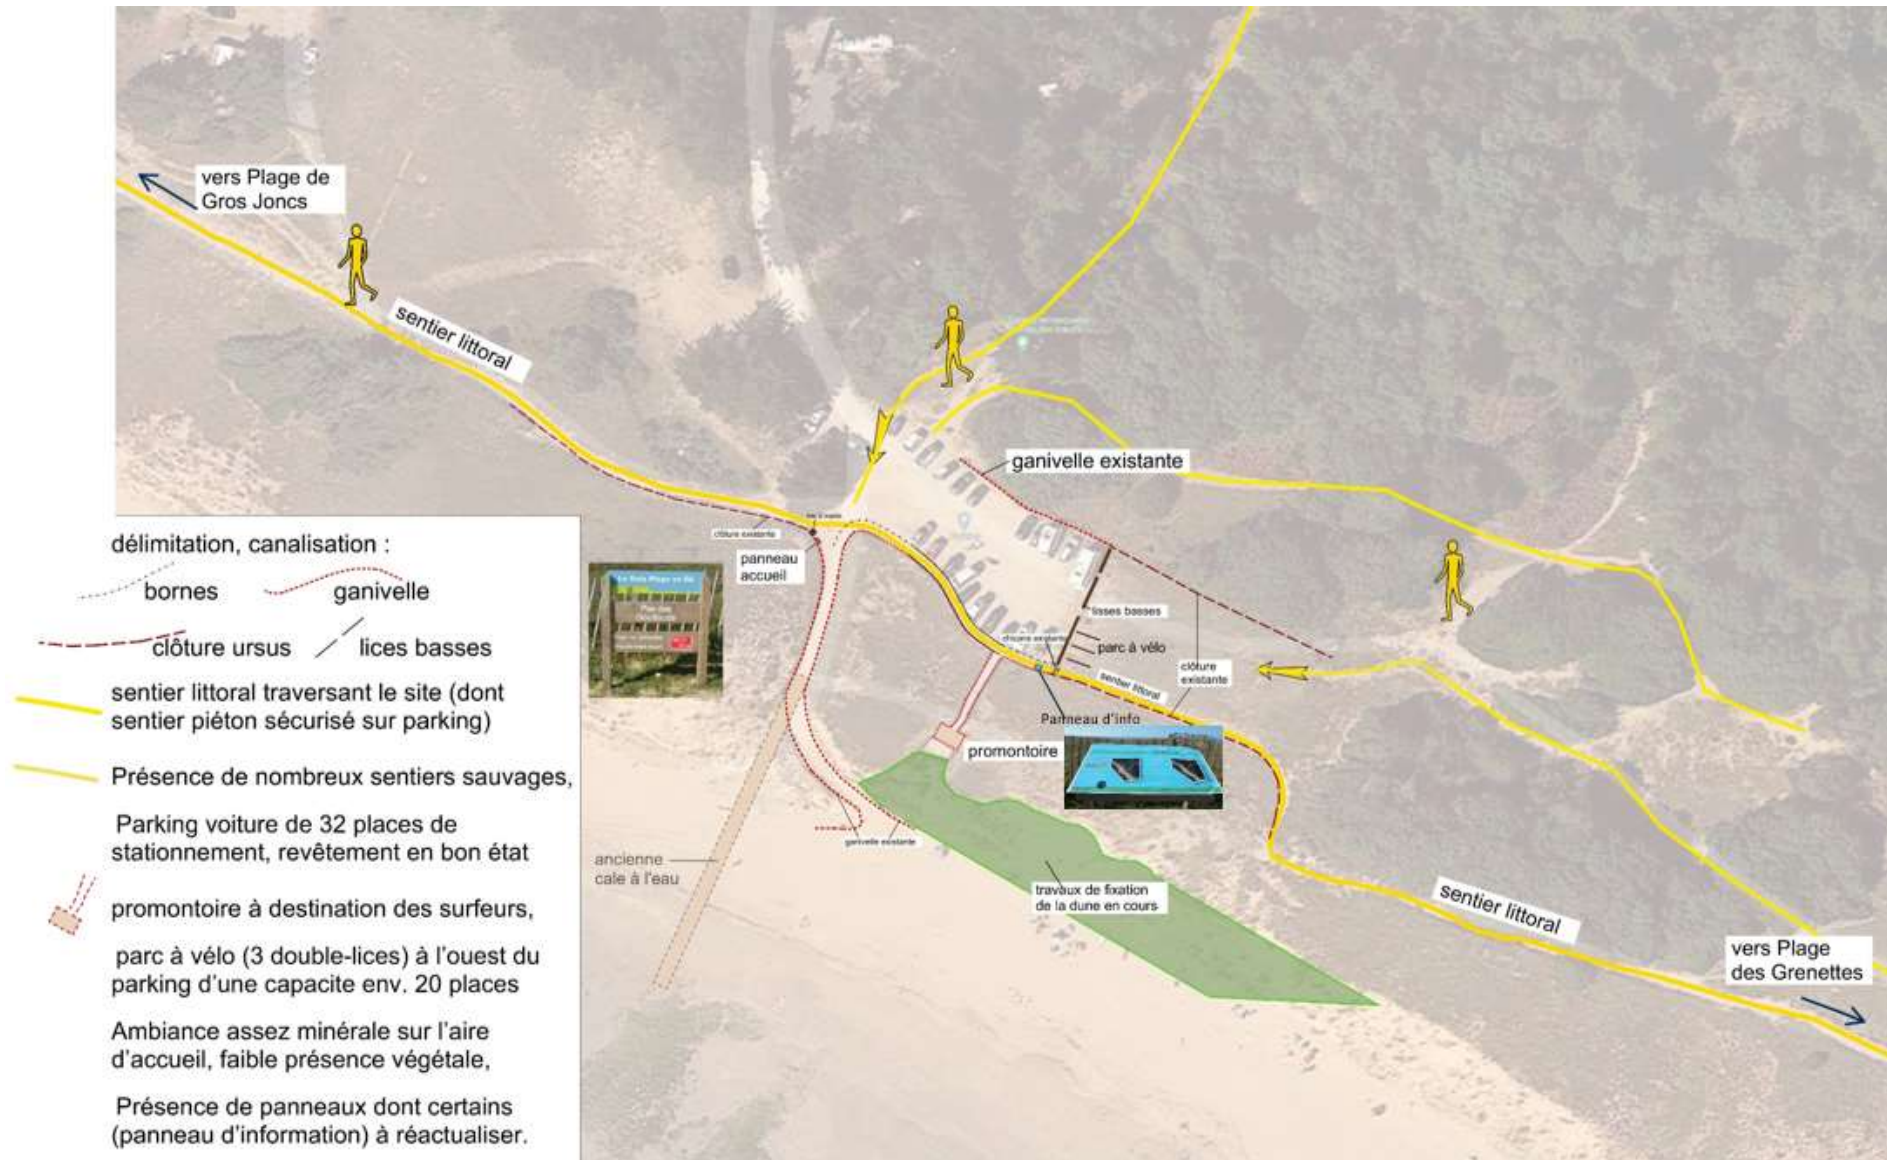 vers Plage de
Gros Joncs
sentier littoral
ganivelle existante
clôture existante
panneau
accueil
lisses basses
chicane existante
parc à vélo
clôture
existante
sentier littoral
Panneau d'info
promontoire
ganivelle existante
ancienne
cale à l'eau
travaux de fixation
de la dune en cours
sentier littoral
vers Plage
des Grenettes
délimitation, canalisation :
bornes
ganivelle
clôture ursus
lices basses
sentier littoral traversant le site (dont
sentier piéton sécurisé sur parking)
Présence de nombreux sentiers sauvages,
Parking voiture de 32 places de
stationnement, revêtement en bon état
promontoire à destination des surfeurs,
parc à vélo (3 double-lices) à l'ouest du
parking d'une capacite env. 20 places
Ambiance assez minérale sur l'aire
d'accueil, faible présence végétale,
Présence de panneaux dont certains
(panneau d'information) à réactualiser.